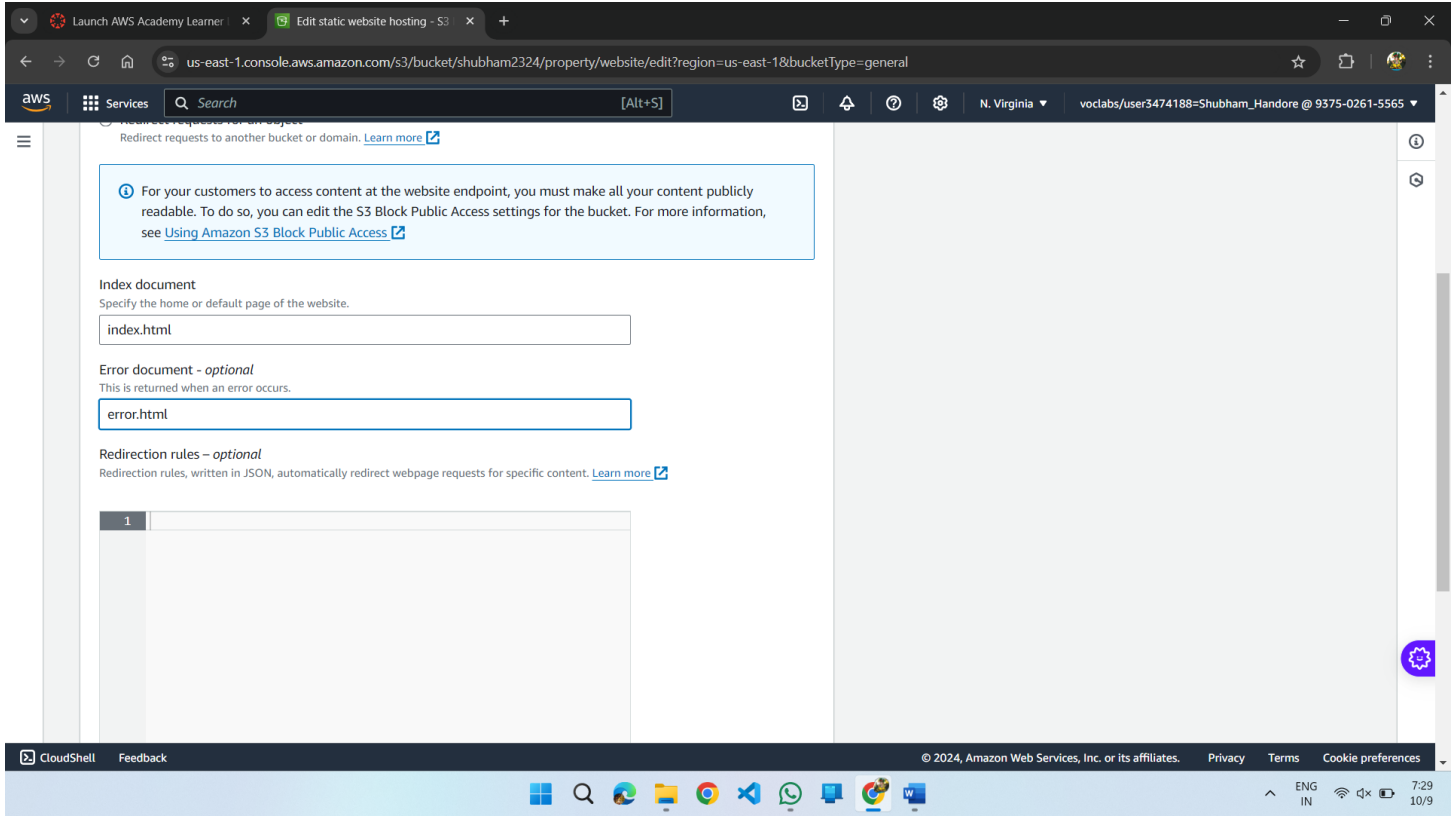 Launch AWS Academy Learner
Edit static website hosting - S3
us-east-1.console.aws.amazon.com/s3/bucket/shubham2324/property/website/edit?region=us-east-1&bucketType=general
aws
Services
Search
[Alt+S]
N. Virginia
voclabs/user3474188=Shubham_Handore @ 9375-0261-5565
Redirect requests for an object
Redirect requests to another bucket or domain. Learn more
For your customers to access content at the website endpoint, you must make all your content publicly
readable. To do so, you can edit the S3 Block Public Access settings for the bucket. For more information,
see Using Amazon S3 Block Public Access
Index document
Specify the home or default page of the website.
index.html
Error document - optional
This is returned when an error occurs.
error.html
Redirection rules – optional
Redirection rules, written in JSON, automatically redirect webpage requests for specific content. Learn more
1
CloudShell
Feedback
© 2024, Amazon Web Services, Inc. or its affiliates.
Privacy
Terms
Cookie preferences
ENG
IN
7:29
10/9